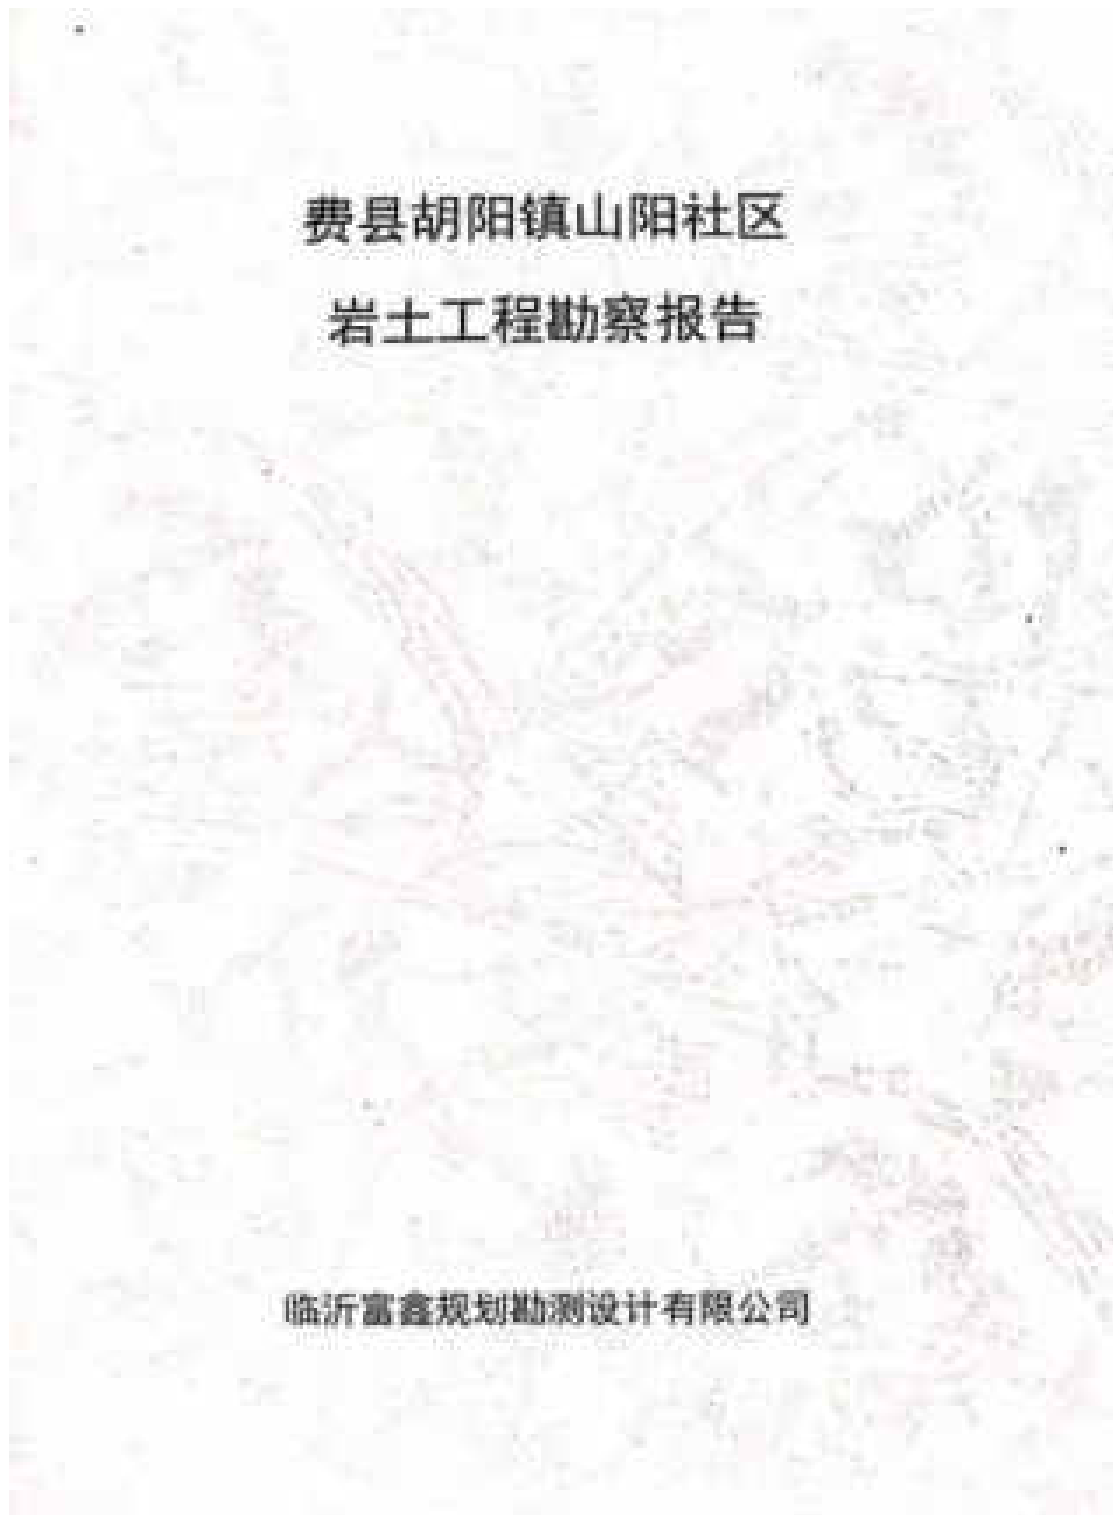 费县胡阳镇山阳社区
岩土工程勘察报告
临沂富鑫规划勘测设计有限公司